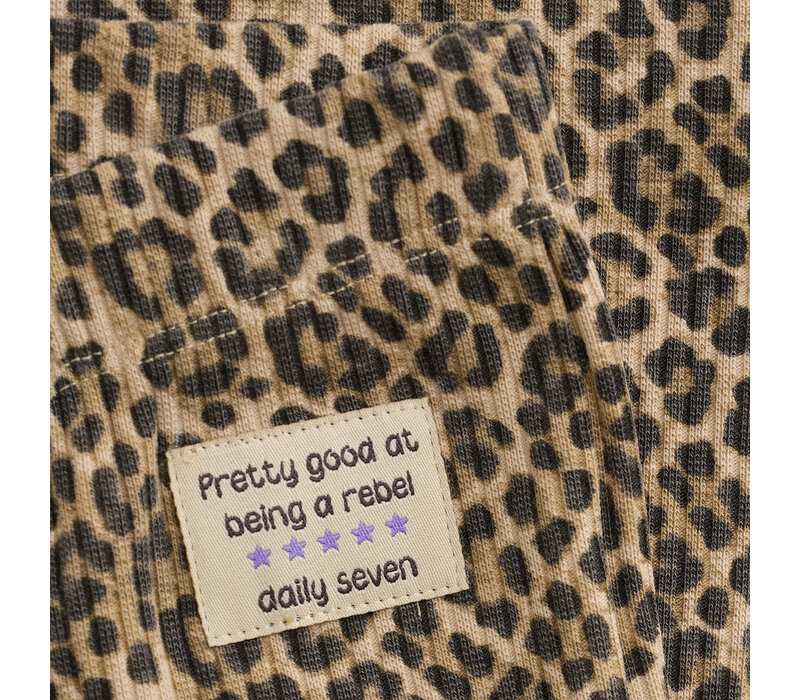 Pretty good at
being a rebel
daily seven